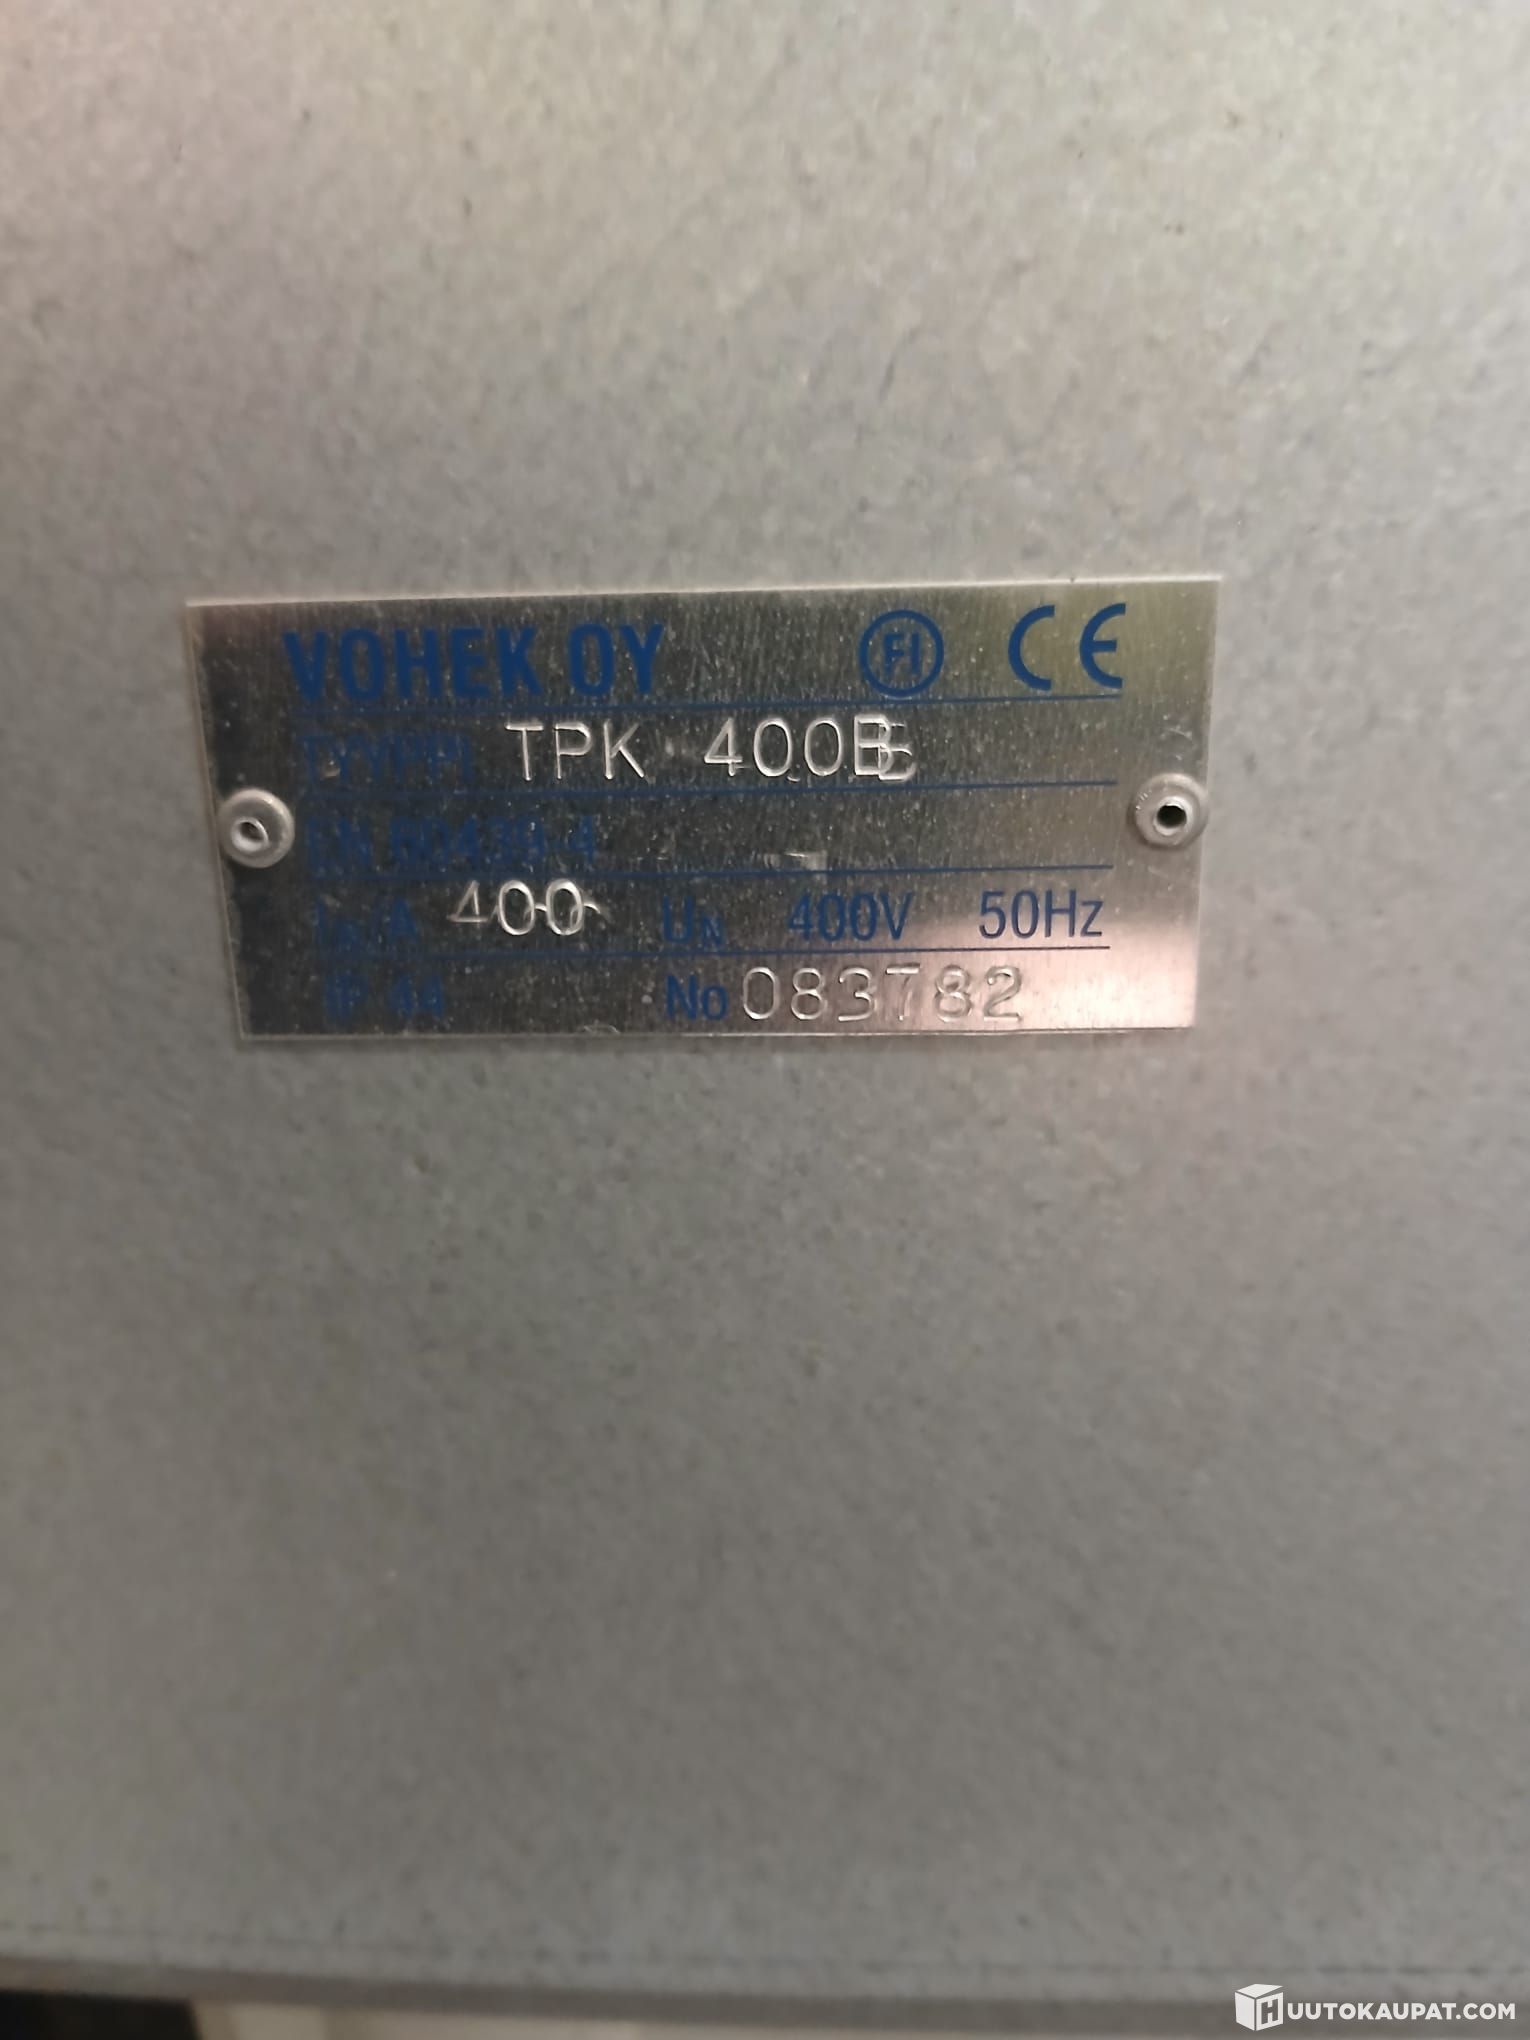 VOHEK OY FI CE
TYYPPI TPK 400
EN 60439-4
IN/A 400 UN 400V 50Hz
IP 44 No 083782
HUUTOKAUPAT.COM